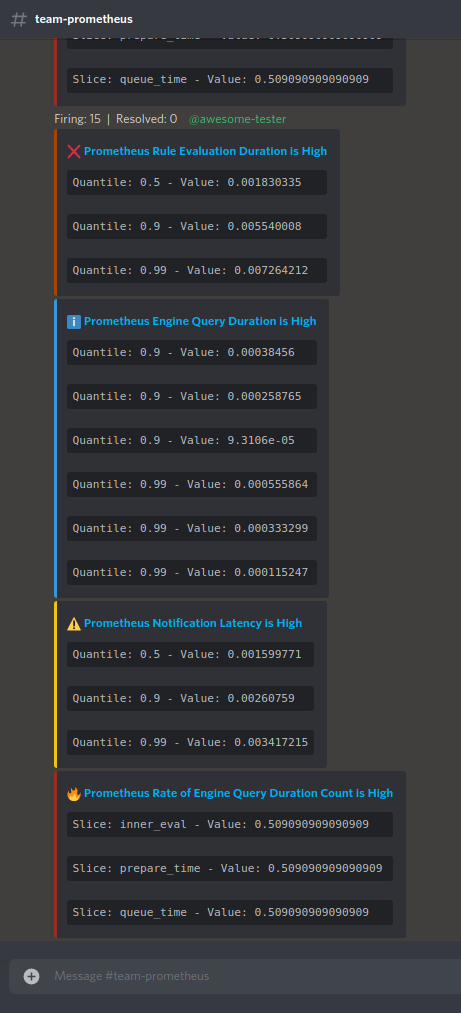 team-prometheus
Slice: prepare_time - Value: 0.509090909090909
Slice: queue_time - Value: 0.509090909090909
Firing: 15 | Resolved: 0 @awesome-tester
Prometheus Rule Evaluation Duration is High
Quantile: 0.5 - Value: 0.001830335
Quantile: 0.9 - Value: 0.005540008
Quantile: 0.99 - Value: 0.007264212
Prometheus Engine Query Duration is High
Quantile: 0.9 - Value: 0.00038456
Quantile: 0.9 - Value: 0.000258765
Quantile: 0.9 - Value: 9.3106e-05
Quantile: 0.99 - Value: 0.000555864
Quantile: 0.99 - Value: 0.000333299
Quantile: 0.99 - Value: 0.000115247
Prometheus Notification Latency is High
Quantile: 0.5 - Value: 0.001599771
Quantile: 0.9 - Value: 0.00260759
Quantile: 0.99 - Value: 0.003417215
Prometheus Rate of Engine Query Duration Count is High
Slice: inner_eval - Value: 0.509090909090909
Slice: prepare_time - Value: 0.509090909090909
Slice: queue_time - Value: 0.509090909090909
Message #team-prometheus